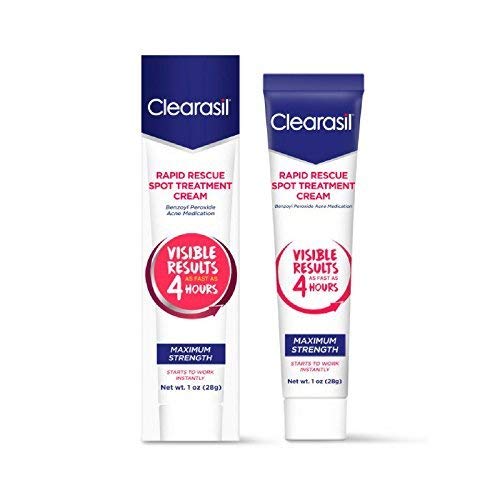 Clearasil
RAPID RESCUE
SPOT TREATMENT
CREAM
Benzoyl Peroxide
Acne Medication
VISIBLE
RESULTS
AS FAST AS
4 HOURS
MAXIMUM
STRENGTH
STARTS TO WORK
INSTANTLY
Net wt. 1 oz (28g)
Clearasil
RAPID RESCUE
SPOT TREATMENT
CREAM
Benzoyl Peroxide Acne Medication
VISIBLE
RESULTS
AS FAST AS
4 HOURS
MAXIMUM
STRENGTH
STARTS TO WORK
INSTANTLY
Net wt. 1 oz (28g)